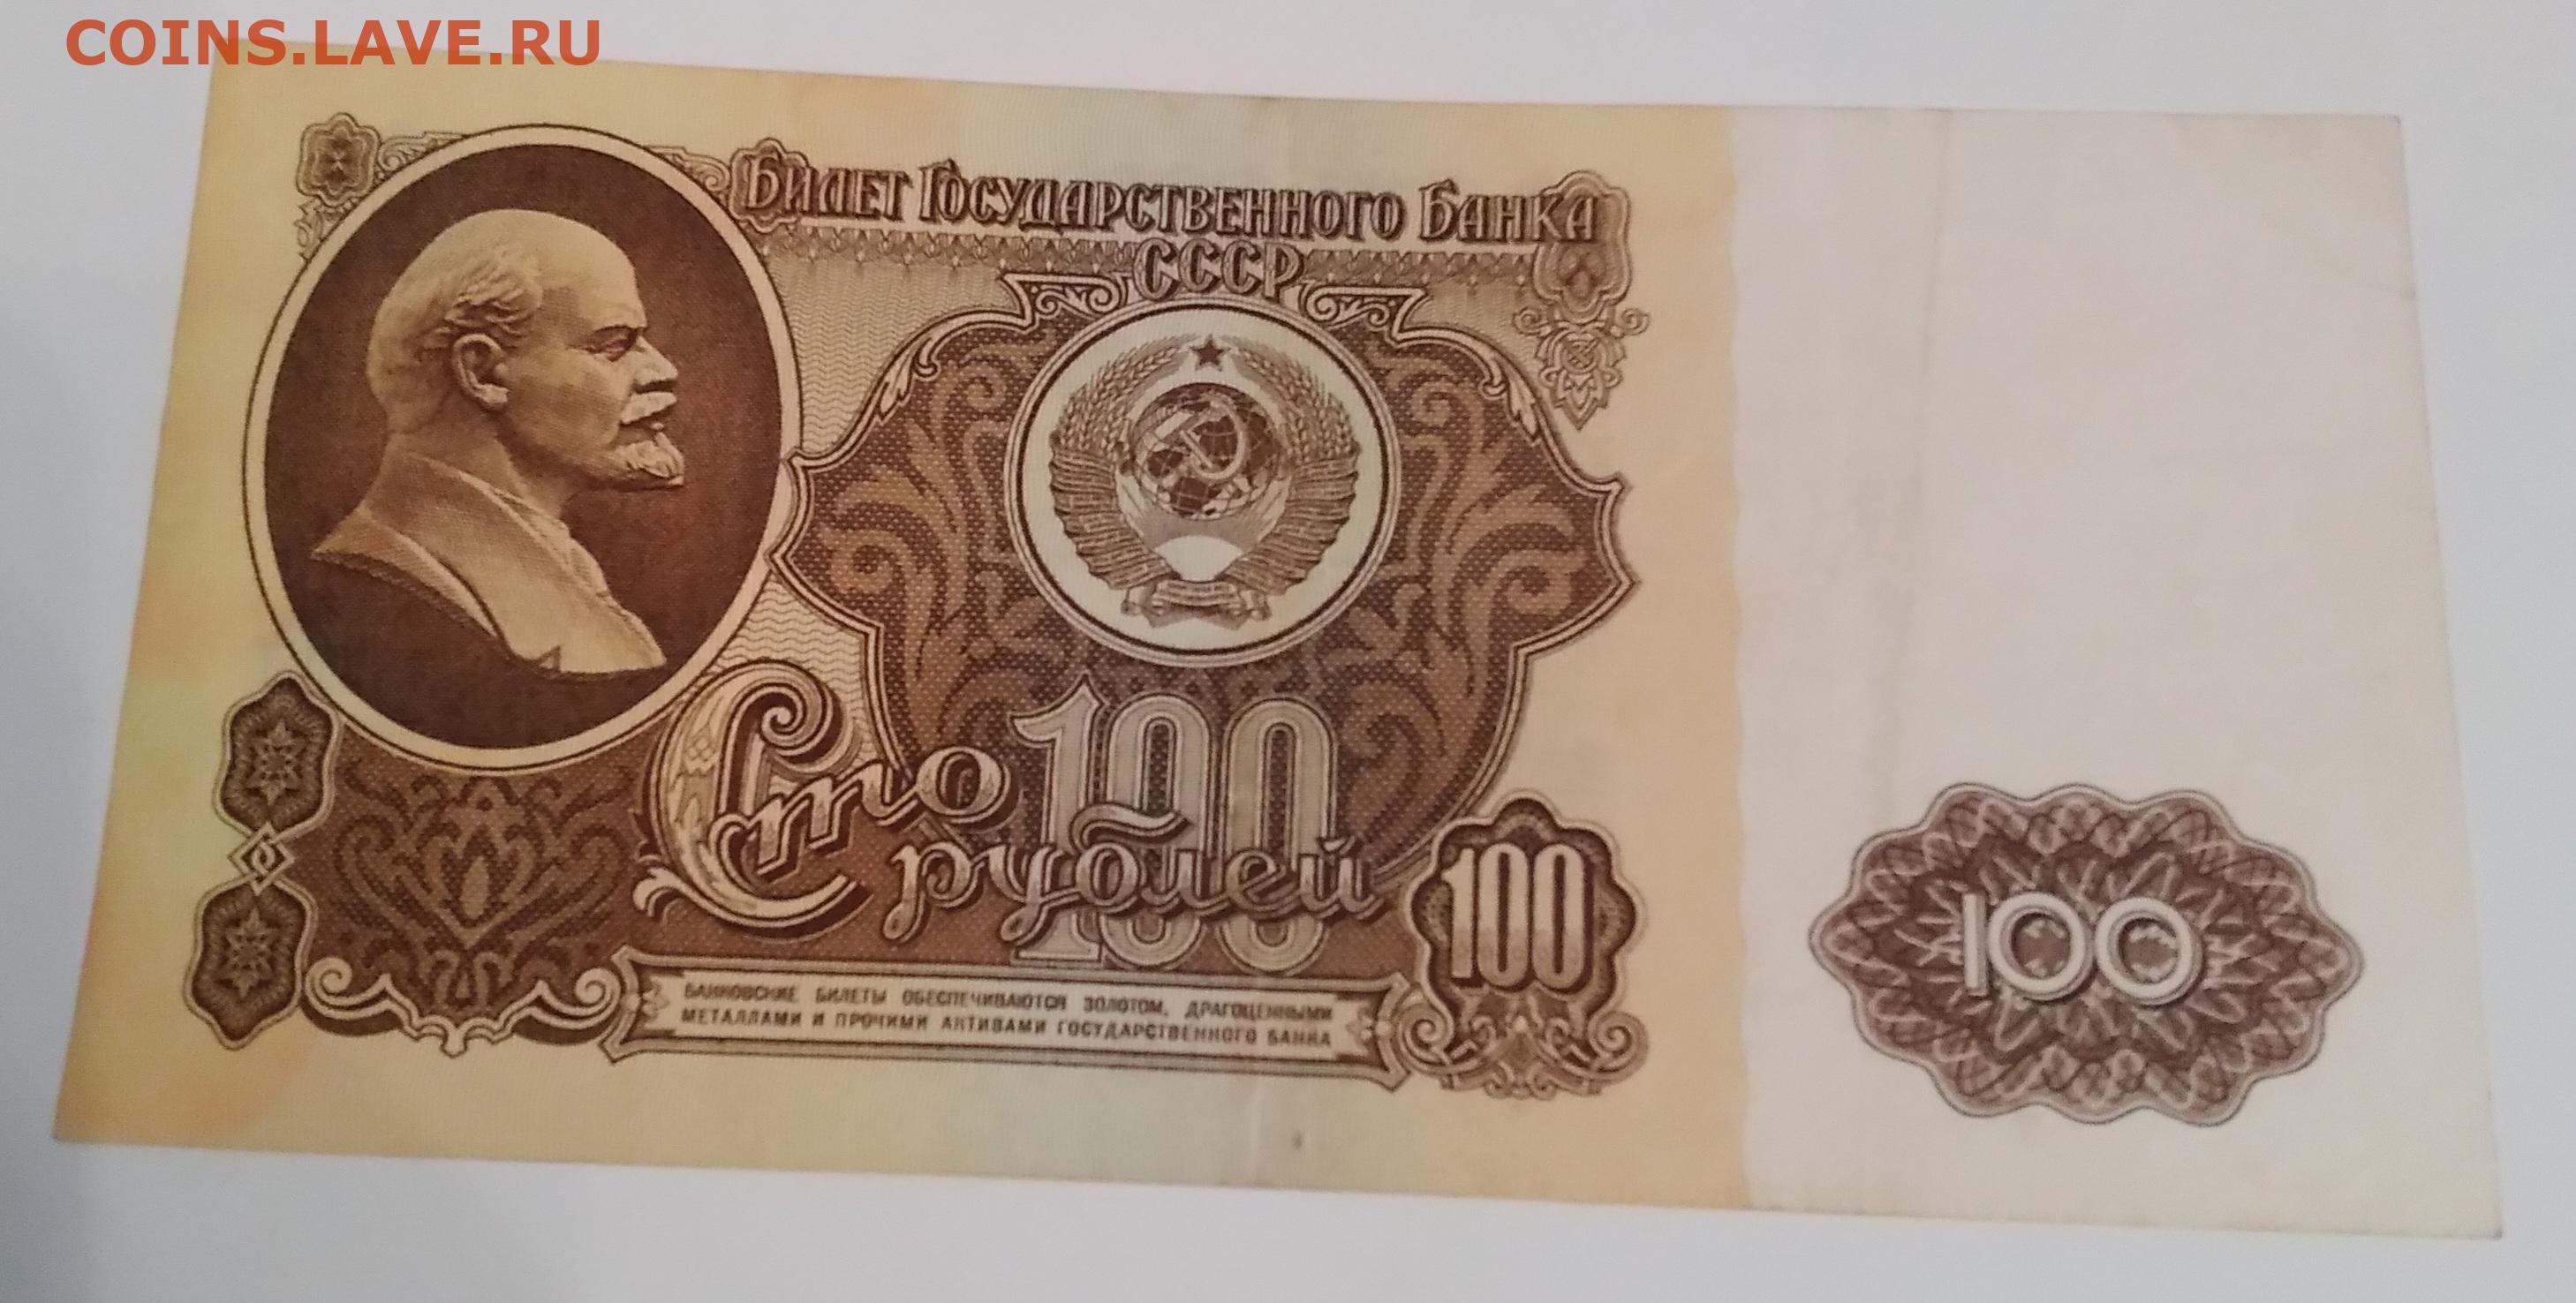 COINS.LAVE.RU
Билет Государственного Банка
СССР
Сто
рублей
100
100
БАНКОВСКИЕ БИЛЕТЫ ОБЕСПЕЧИВАЮТСЯ ЗОЛОТОМ, ДРАГОЦЕННЫМИ
МЕТАЛЛАМИ И ПРОЧИМИ АКТИВАМИ ГОСУДАРСТВЕННОГО БАНКА
100